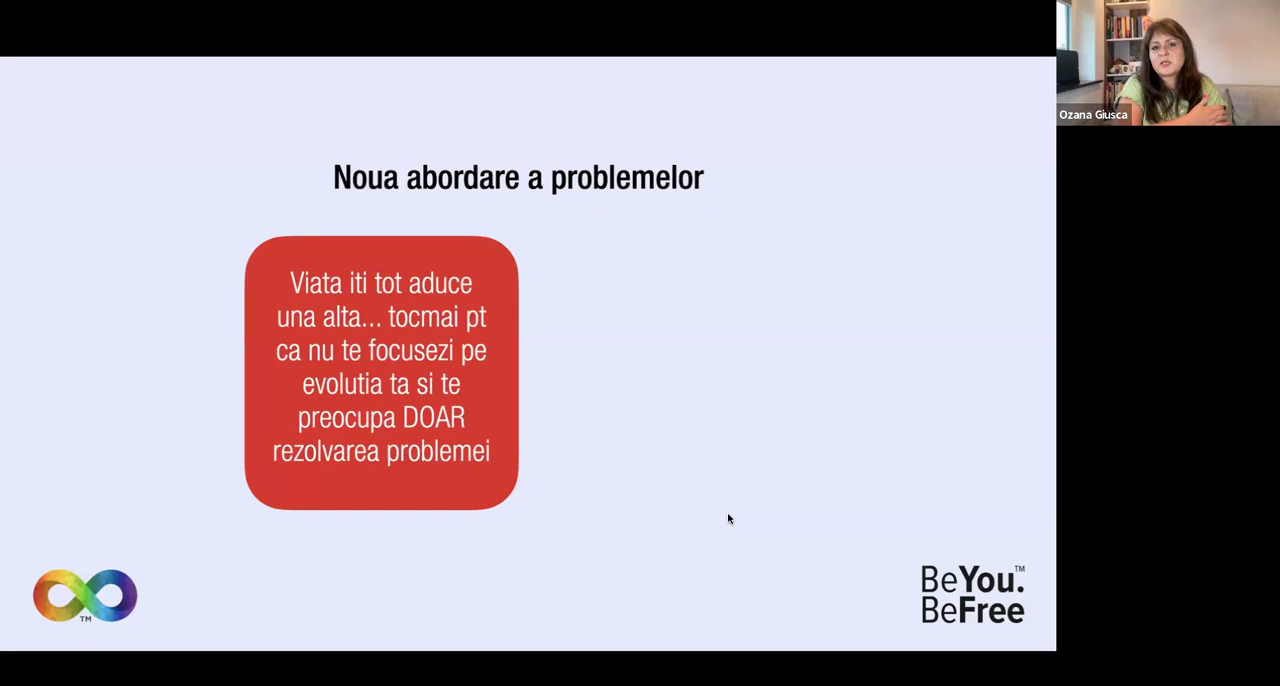 Ozana Giusca
Noua abordare a problemelor
Viata iti tot aduce
una alta... tocmai pt
ca nu te focusezi pe
evolutia ta si te
preocupa DOAR
rezolvarea problemei
TM
BeYou.™
BeFree